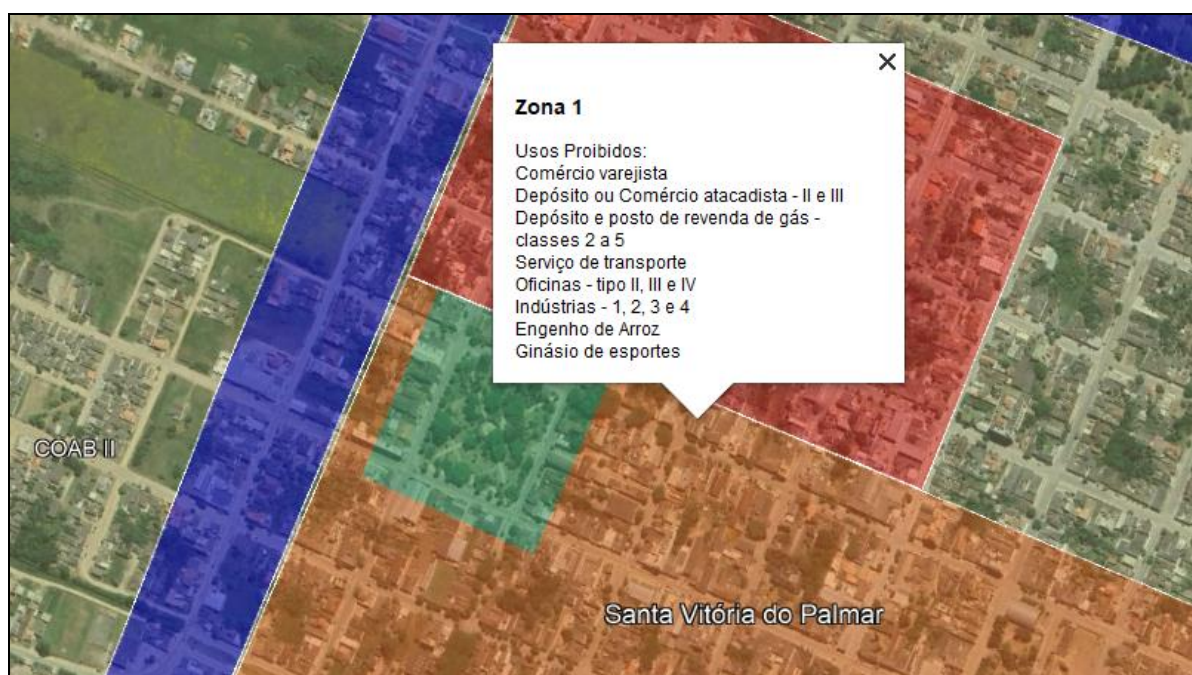 Zona 1
Usos Proibidos:
Comércio varejista
Depósito ou Comércio atacadista - II e III
Depósito e posto de revenda de gás -
classes 2 a 5
Serviço de transporte
Oficinas - tipo II, III e IV
Indústrias - 1, 2, 3 e 4
Engenho de Arroz
Ginásio de esportes
COAB II
Santa Vitória do Palmar